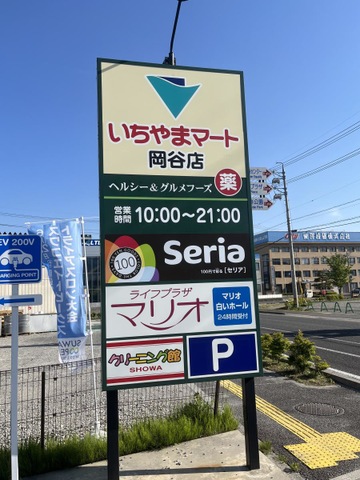 いちやまマート
岡谷店
ヘルシー&グルメフーズ 薬
営業時間 10:00〜21:00
100
Seria
100円で彩る[セリア]
ライフプラザ
マリオ
マリオ
白いホール
24時間受付
クリーニング館
SHOWA
P
EV 200V
CHARGING POINT